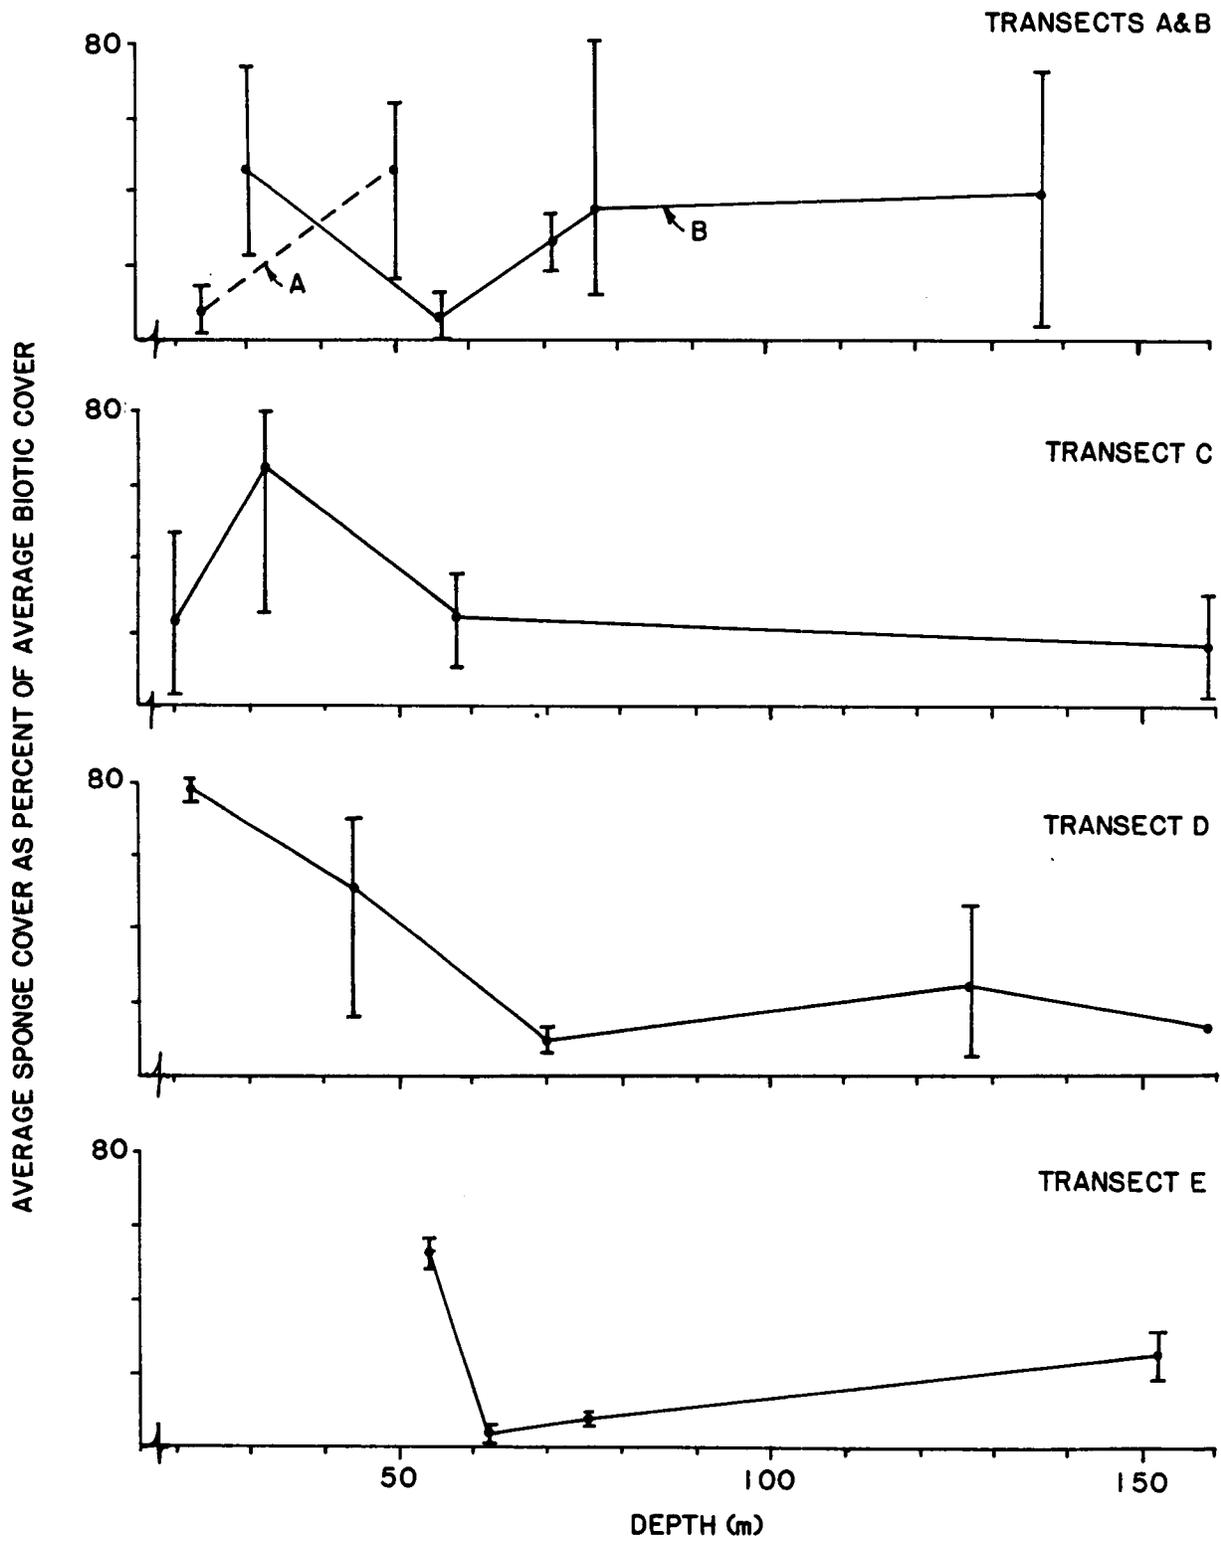 TRANSECTS A&B
80
A
B
80
TRANSECT C
80
TRANSECT D
80
TRANSECT E
50 100 150
DEPTH (m)
AVERAGE SPONGE COVER AS PERCENT OF AVERAGE BIOTIC COVER